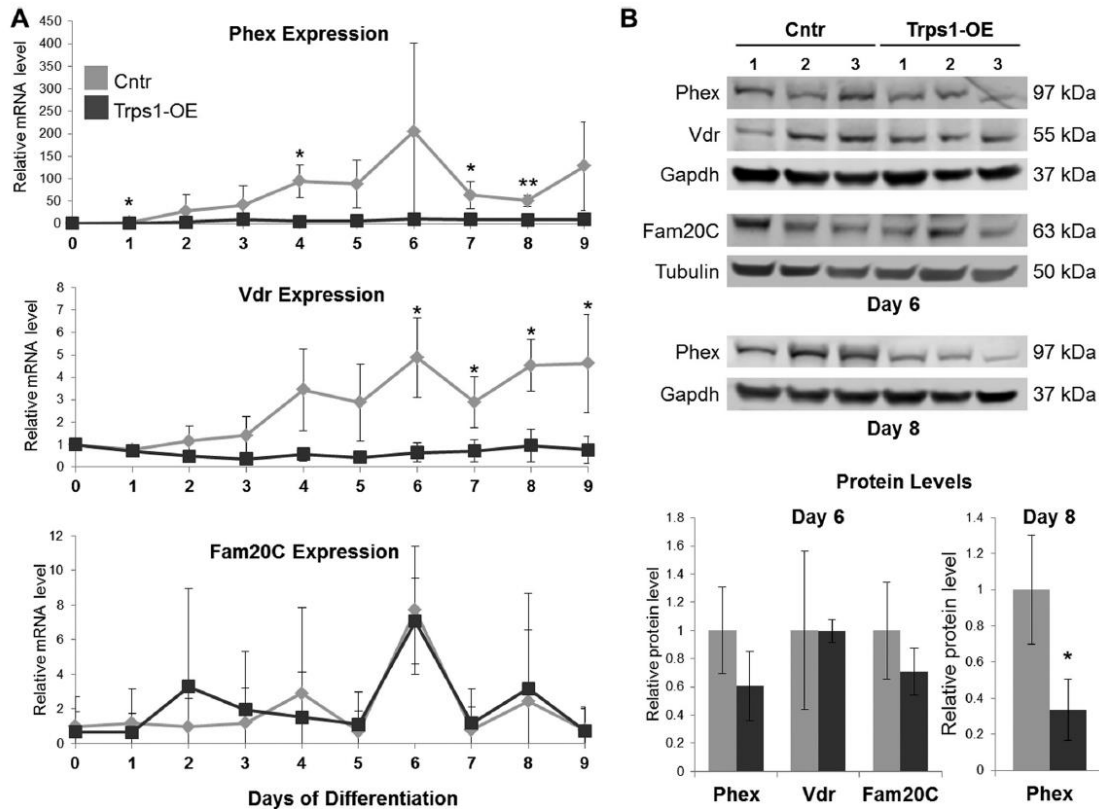 A
Phex Expression
Relative mRNA level
450
400
350
300
250
200
150
100
50
0
Cntr
Trps1-OE
* * * **
0 1 2 3 4 5 6 7 8 9
Vdr Expression
Relative mRNA level
8
7
6
5
4
3
2
1
0
* * * *
0 1 2 3 4 5 6 7 8 9
Fam20C Expression
Relative mRNA level
12
10
8
6
4
2
0
0 1 2 3 4 5 6 7 8 9
Days of Differentiation
B
Cntr Trps1-OE
1 2 3 1 2 3
Phex 97 kDa
Vdr 55 kDa
Gapdh 37 kDa
Fam20C 63 kDa
Tubulin 50 kDa
Day 6
Phex 97 kDa
Gapdh 37 kDa
Day 8
Protein Levels
Day 6
Relative protein level
1.8
1.6
1.4
1.2
1
0.8
0.6
0.4
0.2
0
Phex Vdr Fam20C
Day 8
Relative protein level
1.4
1.2
1
0.8
0.6
0.4
0.2
0
*
Phex